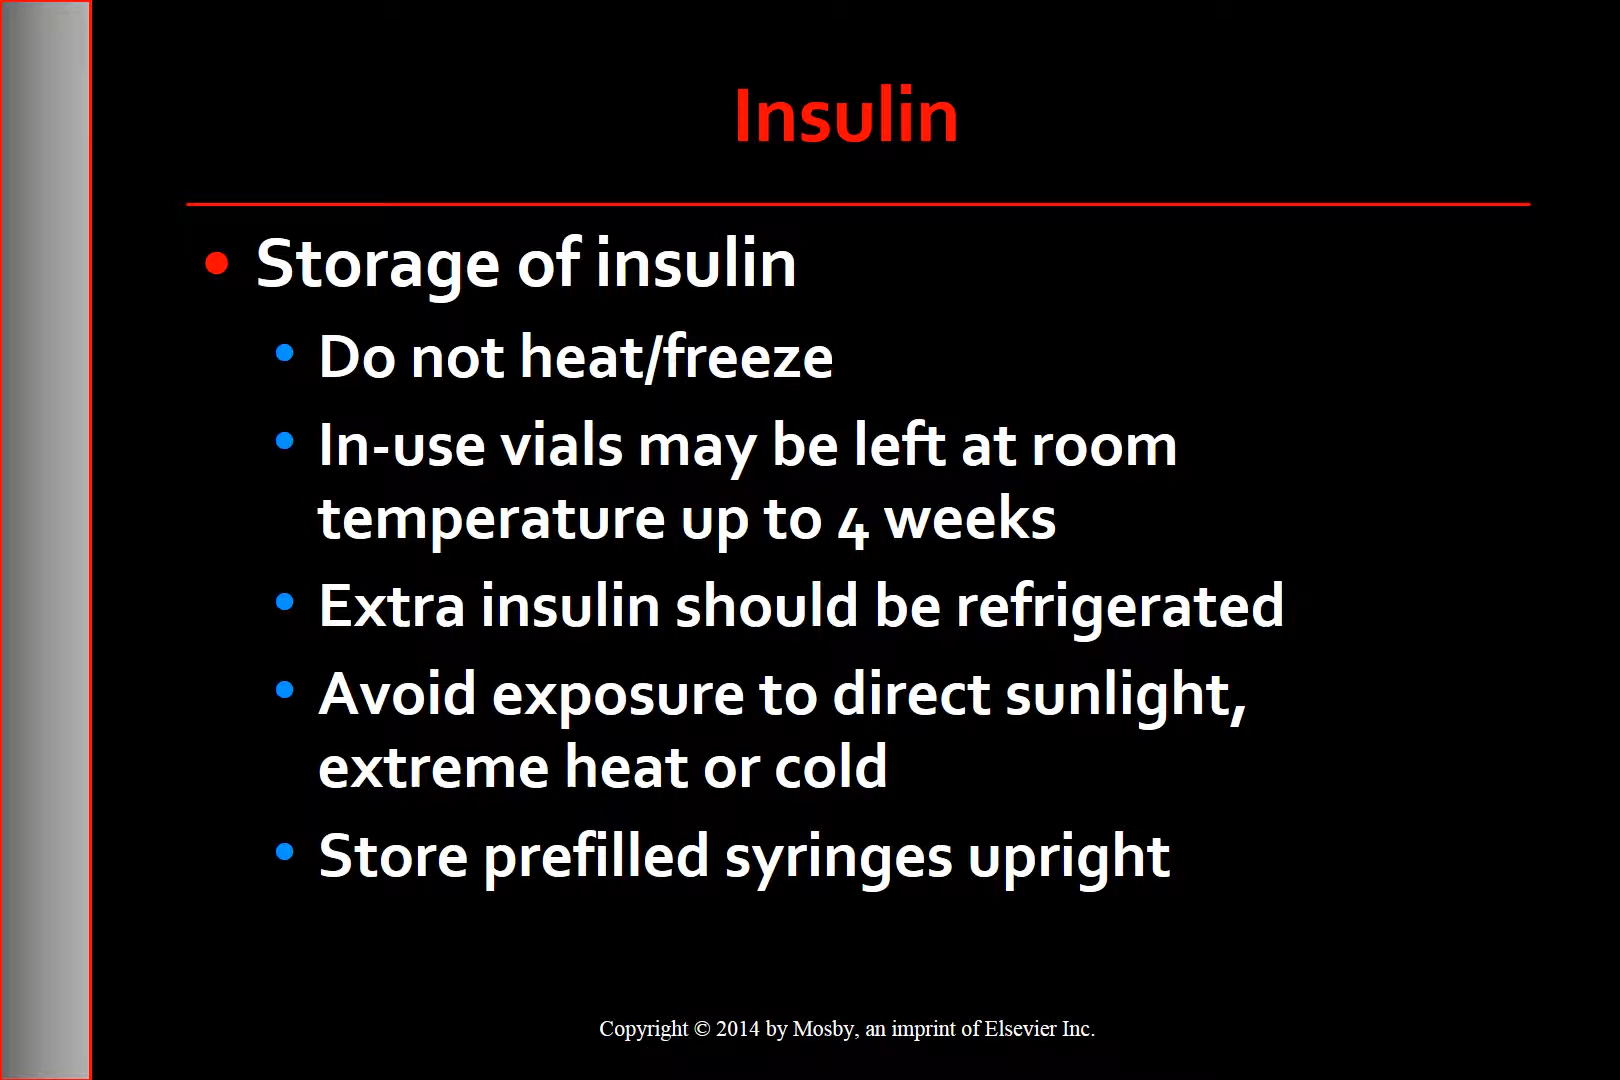 Insulin
• Storage of insulin
• Do not heat/freeze
• In-use vials may be left at room
temperature up to 4 weeks
• Extra insulin should be refrigerated
• Avoid exposure to direct sunlight,
extreme heat or cold
• Store prefilled syringes upright
Copyright © 2014 by Mosby, an imprint of Elsevier Inc.